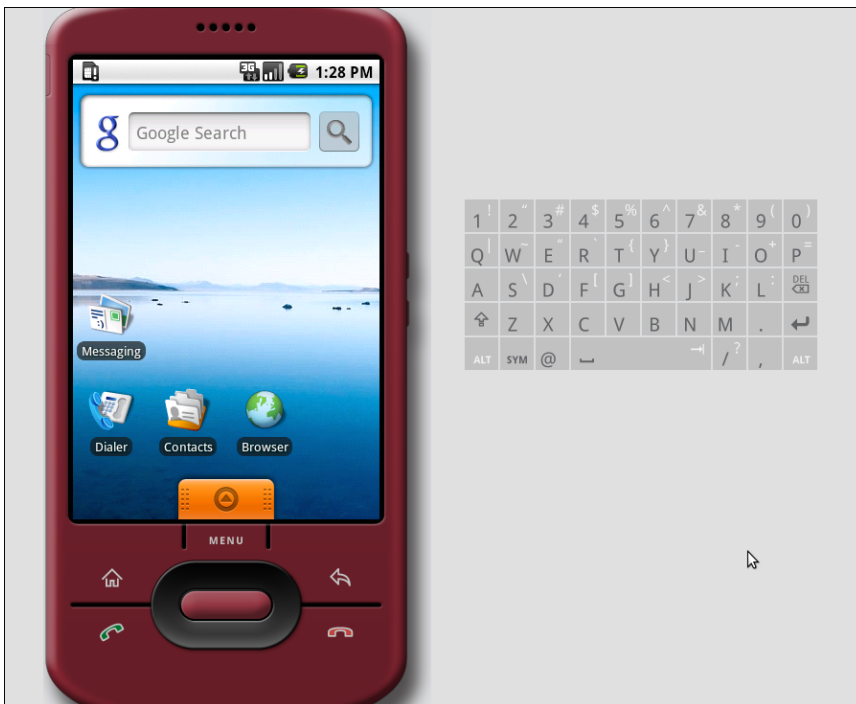 3G 1:28 PM
g Google Search
Messaging
Dialer Contacts Browser
MENU
1 ! 2 " 3 # 4 $ 5 % 6 ^ 7 & 8 * 9 ( 0 )
Q | W ~ E " R ` T { Y } U _ I - O + P =
A S \ D ' F [ G ] H < J > K ; L : DEL
Z X C V B N M .
ALT SYM @ / ? , ALT